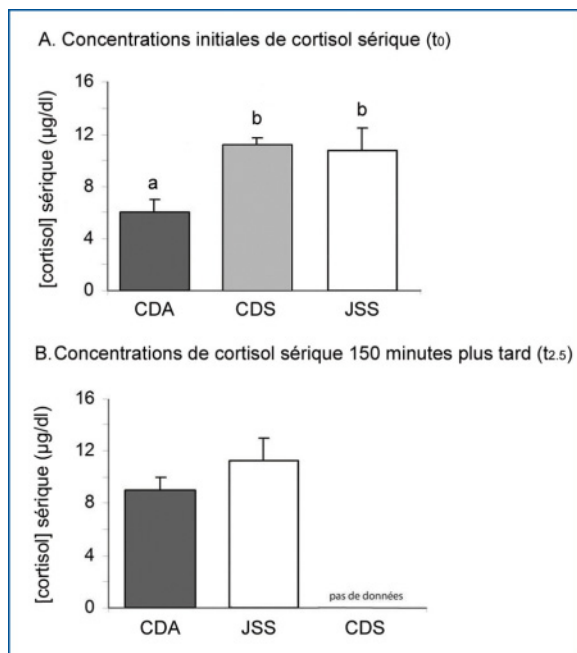 A. Concentrations initiales de cortisol sérique (t0)
[cortisol] sérique (µg/dl)
16
12
8
4
0
a
b
b
CDA CDS JSS
B. Concentrations de cortisol sérique 150 minutes plus tard (t2.5)
[cortisol] sérique (µg/dl)
16
12
8
4
0
pas de données
CDA JSS CDS